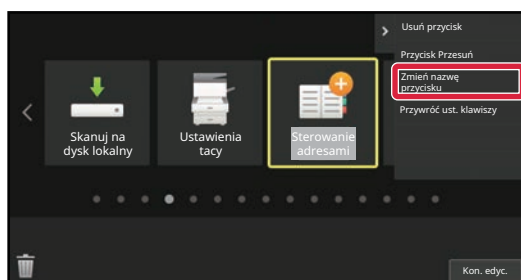 Usuń przycisk
Przycisk Przesuń
Zmień nazwę
przycisku
Przywróć ust. klawiszy
Skanuj na
dysk lokalny
Ustawienia
tacy
Sterowanie
adresami
Kon. edyc.